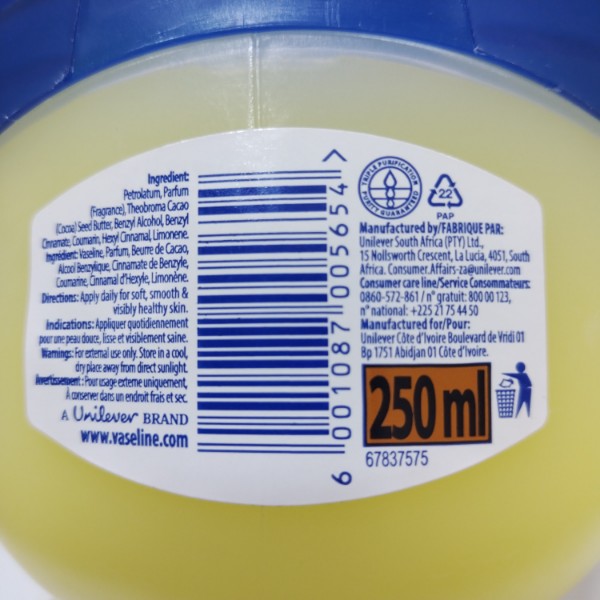 Ingredient:
Petrolatum, Parfum
(Fragrance), Theobroma Cacao
(Cocoa) Seed Butter, Benzyl Alcohol, Benzyl
Cinnamate, Coumarin, Hexyl Cinnamal, Limonene.
Ingrédient: Vaseline, Parfum, Beurre de Cacao,
Alcool Benzylique, Cinnamate de Benzyle,
Coumarine, Cinnamal d'Hexyle, Limonène.
Directions: Apply daily for soft, smooth &
visibly healthy skin.
Indications: Appliquer quotidiennement
pour une peau douce, lisse et visiblement saine.
Warnings: For external use only. Store in a cool,
dry place away from direct sunlight.
Avertissement: Pour usage externe uniquement,
À conserver dans un endroit frais et sec.
A Unilever BRAND
www.vaseline.com
6 001087 005654 >
TRIPLE PURIFICATION
PURITY GUARANTEED
22
PAP
Manufactured by/FABRIQUE PAR:
Unilever South Africa (PTY) Ltd.,
15 Nollsworth Crescent, La Lucia, 4051, South
Africa. Consumer.Affairs-za@unilever.com
Consumer care line/Service Consommateurs:
0860-572-861 / n° gratuit: 800 00 123,
n° national: +225 21 75 44 50
Manufactured for/Pour:
Unilever Côte d'Ivoire Boulevard de Vridi 01
Bp 1751 Abidjan 01 Côte d'Ivoire.
250 ml
67837575